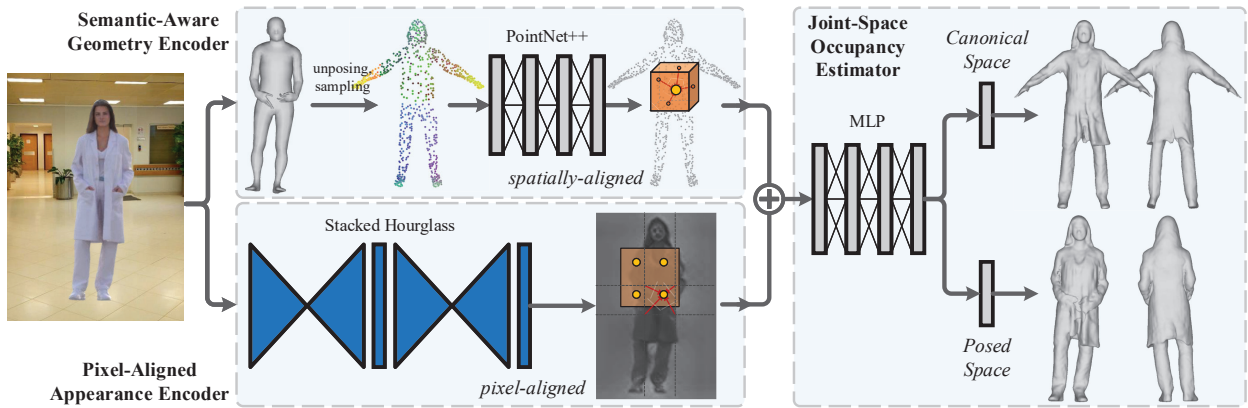 Semantic-Aware
Geometry Encoder
unposing,
sampling
PointNet++
spatially-aligned
Pixel-Aligned
Appearance Encoder
Stacked Hourglass
pixel-aligned
Joint-Space
Occupancy
Estimator
MLP
Canonical
Space
Posed
Space